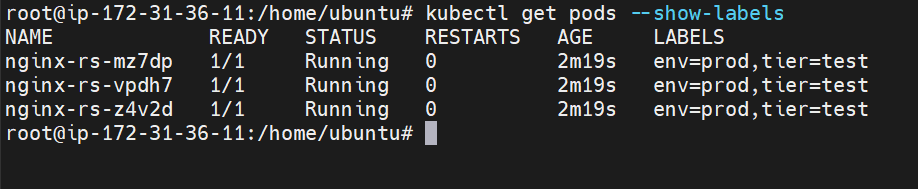 root@ip-172-31-36-11:/home/ubuntu# kubectl get pods --show-labels
NAME READY STATUS RESTARTS AGE LABELS
nginx-rs-mz7dp 1/1 Running 0 2m19s env=prod,tier=test
nginx-rs-vpdh7 1/1 Running 0 2m19s env=prod,tier=test
nginx-rs-z4v2d 1/1 Running 0 2m19s env=prod,tier=test
root@ip-172-31-36-11:/home/ubuntu#